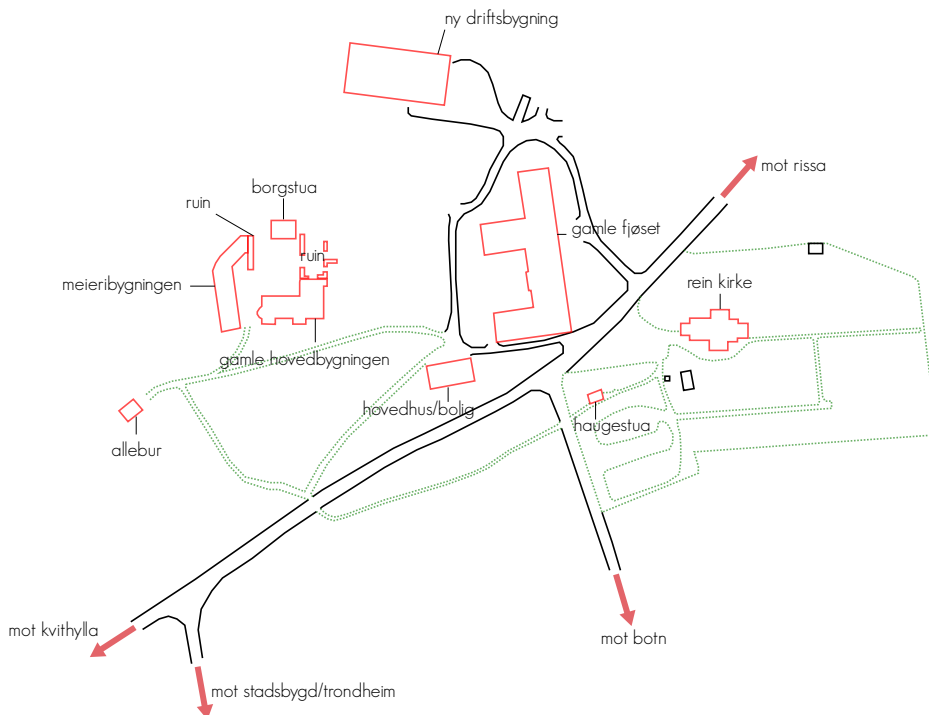 ny driftsbygning
mot rissa
borgstua
ruin
gamle fjøset
ruin
meieribygningen
rein kirke
gamle hovedbygningen
hovedhus/bolig
haugestua
allebur
mot kvithylla
mot botn
mot stadsbygd/trondheim